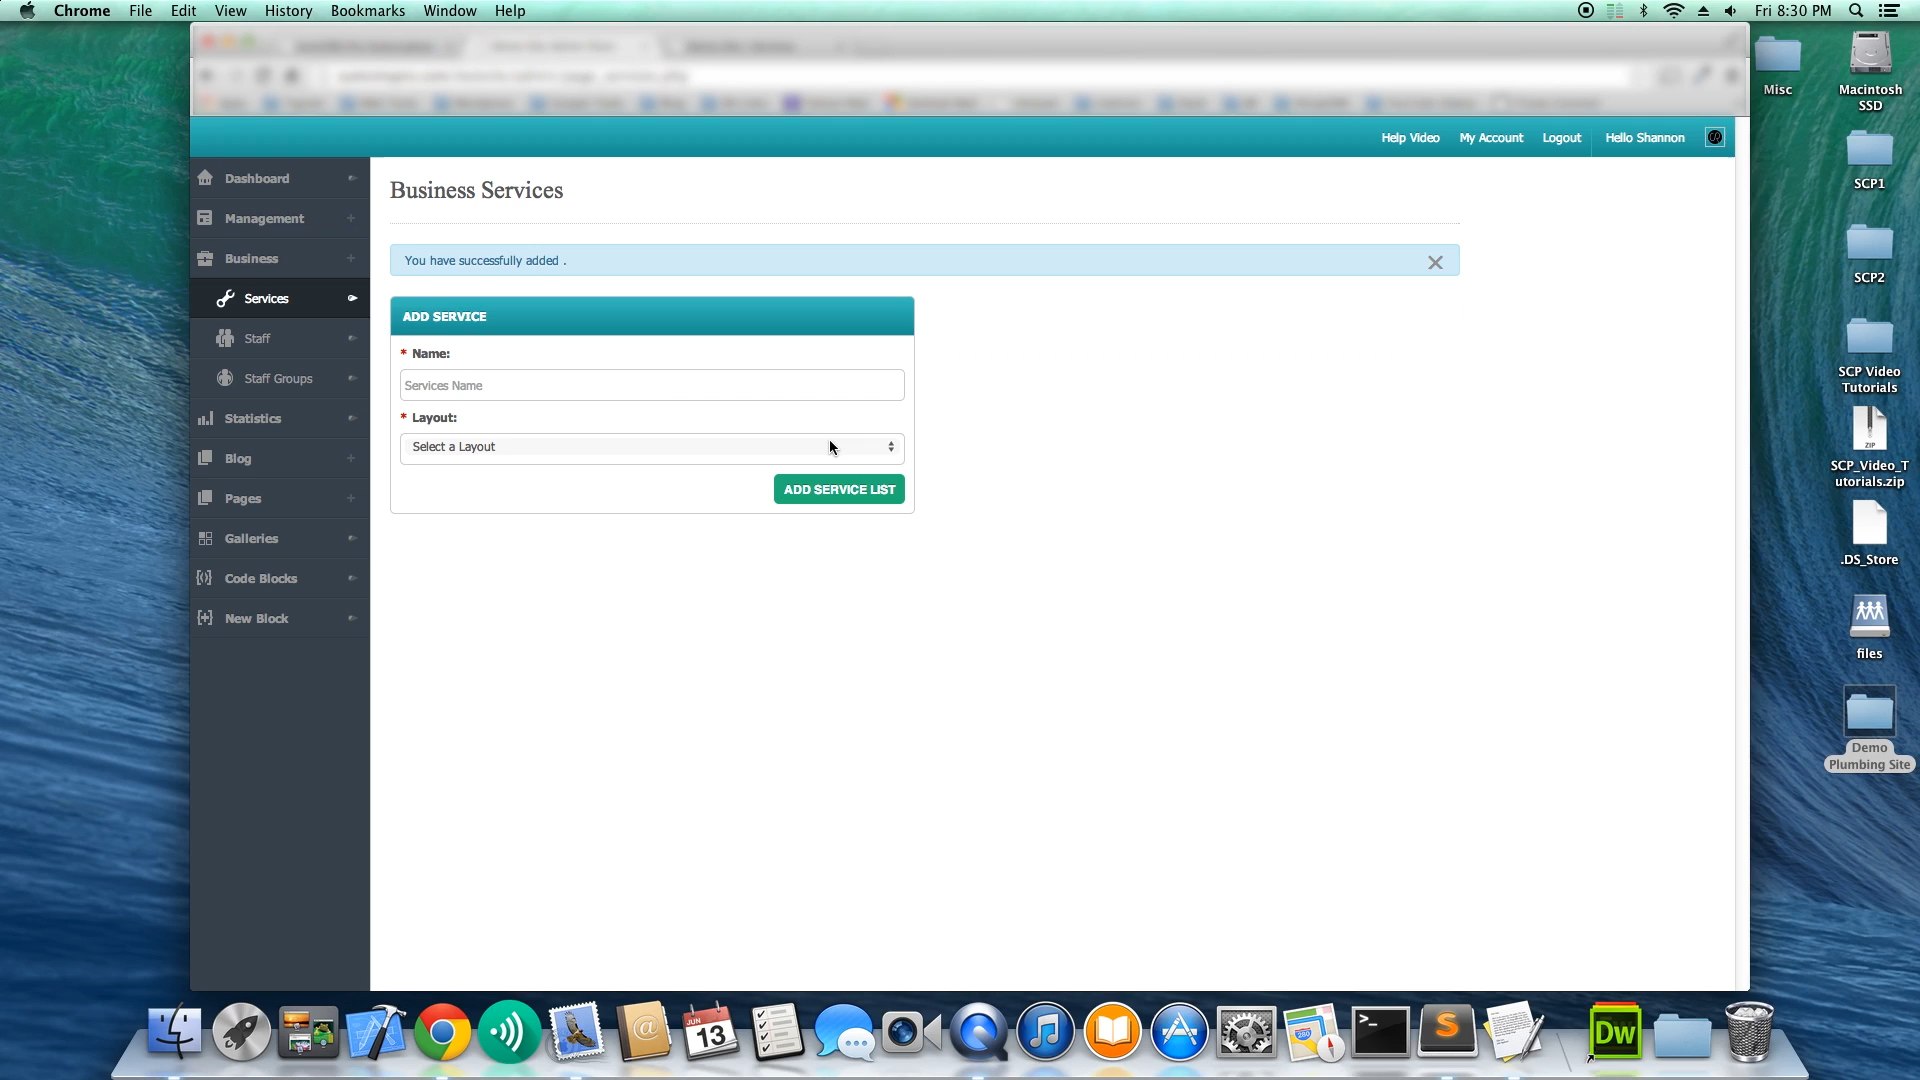 Chrome File Edit View History Bookmarks Window Help Fri 8:30 PM
Help Video My Account Logout Hello Shannon
Dashboard
Management
Business
Services
Staff
Staff Groups
Statistics
Blog
Pages
Galleries
Code Blocks
New Block
Business Services
You have successfully added .
ADD SERVICE
* Name:
Services Name
* Layout:
Select a Layout
ADD SERVICE LIST
Misc
Macintosh
SSD
SCP1
SCP2
SCP Video
Tutorials
ZIP
SCP_Video_T
utorials.zip
.DS_Store
files
Demo
Plumbing Site
JUN
13
280
>_
S
Dw